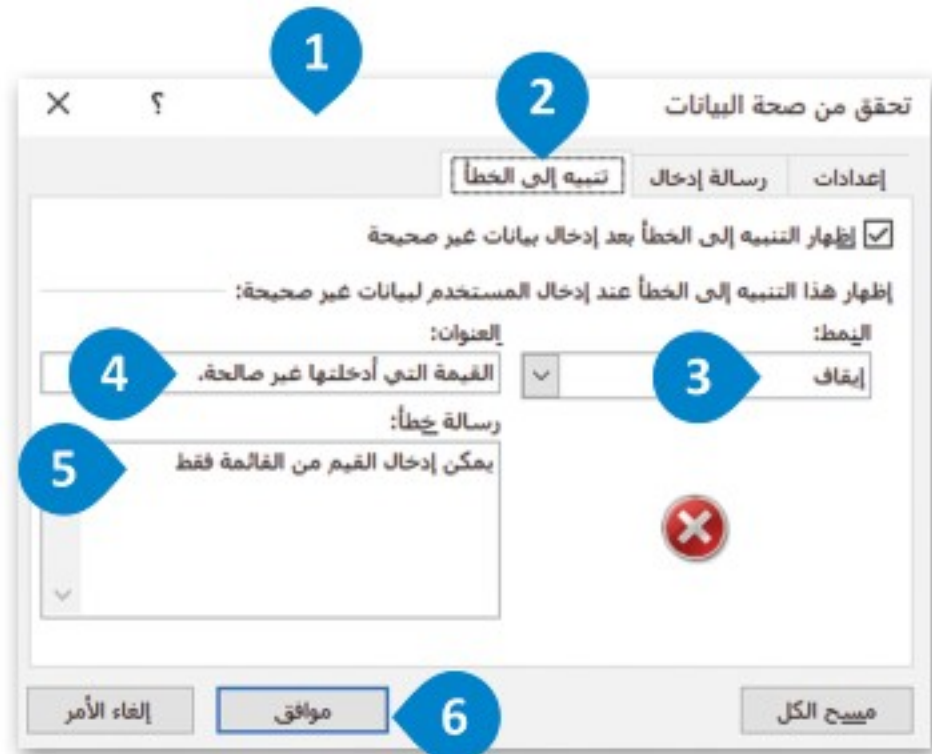 1
تحقق من صحة البيانات ؟ ×
2
إعدادات رسالة إدخال تنبيه إلى الخطأ
إظهار التنبيه إلى الخطأ بعد إدخال بيانات غير صحيحة
إظهار هذا التنبيه إلى الخطأ عند إدخال المستخدم لبيانات غير صحيحة:
النمط: العنوان:
إيقاف 3 القيمة التي أدخلتها غير صالحة. 4
رسالة خطأ:
يمكن إدخال القيم من القائمة فقط 5
مسح الكل 6 موافق إلغاء الأمر